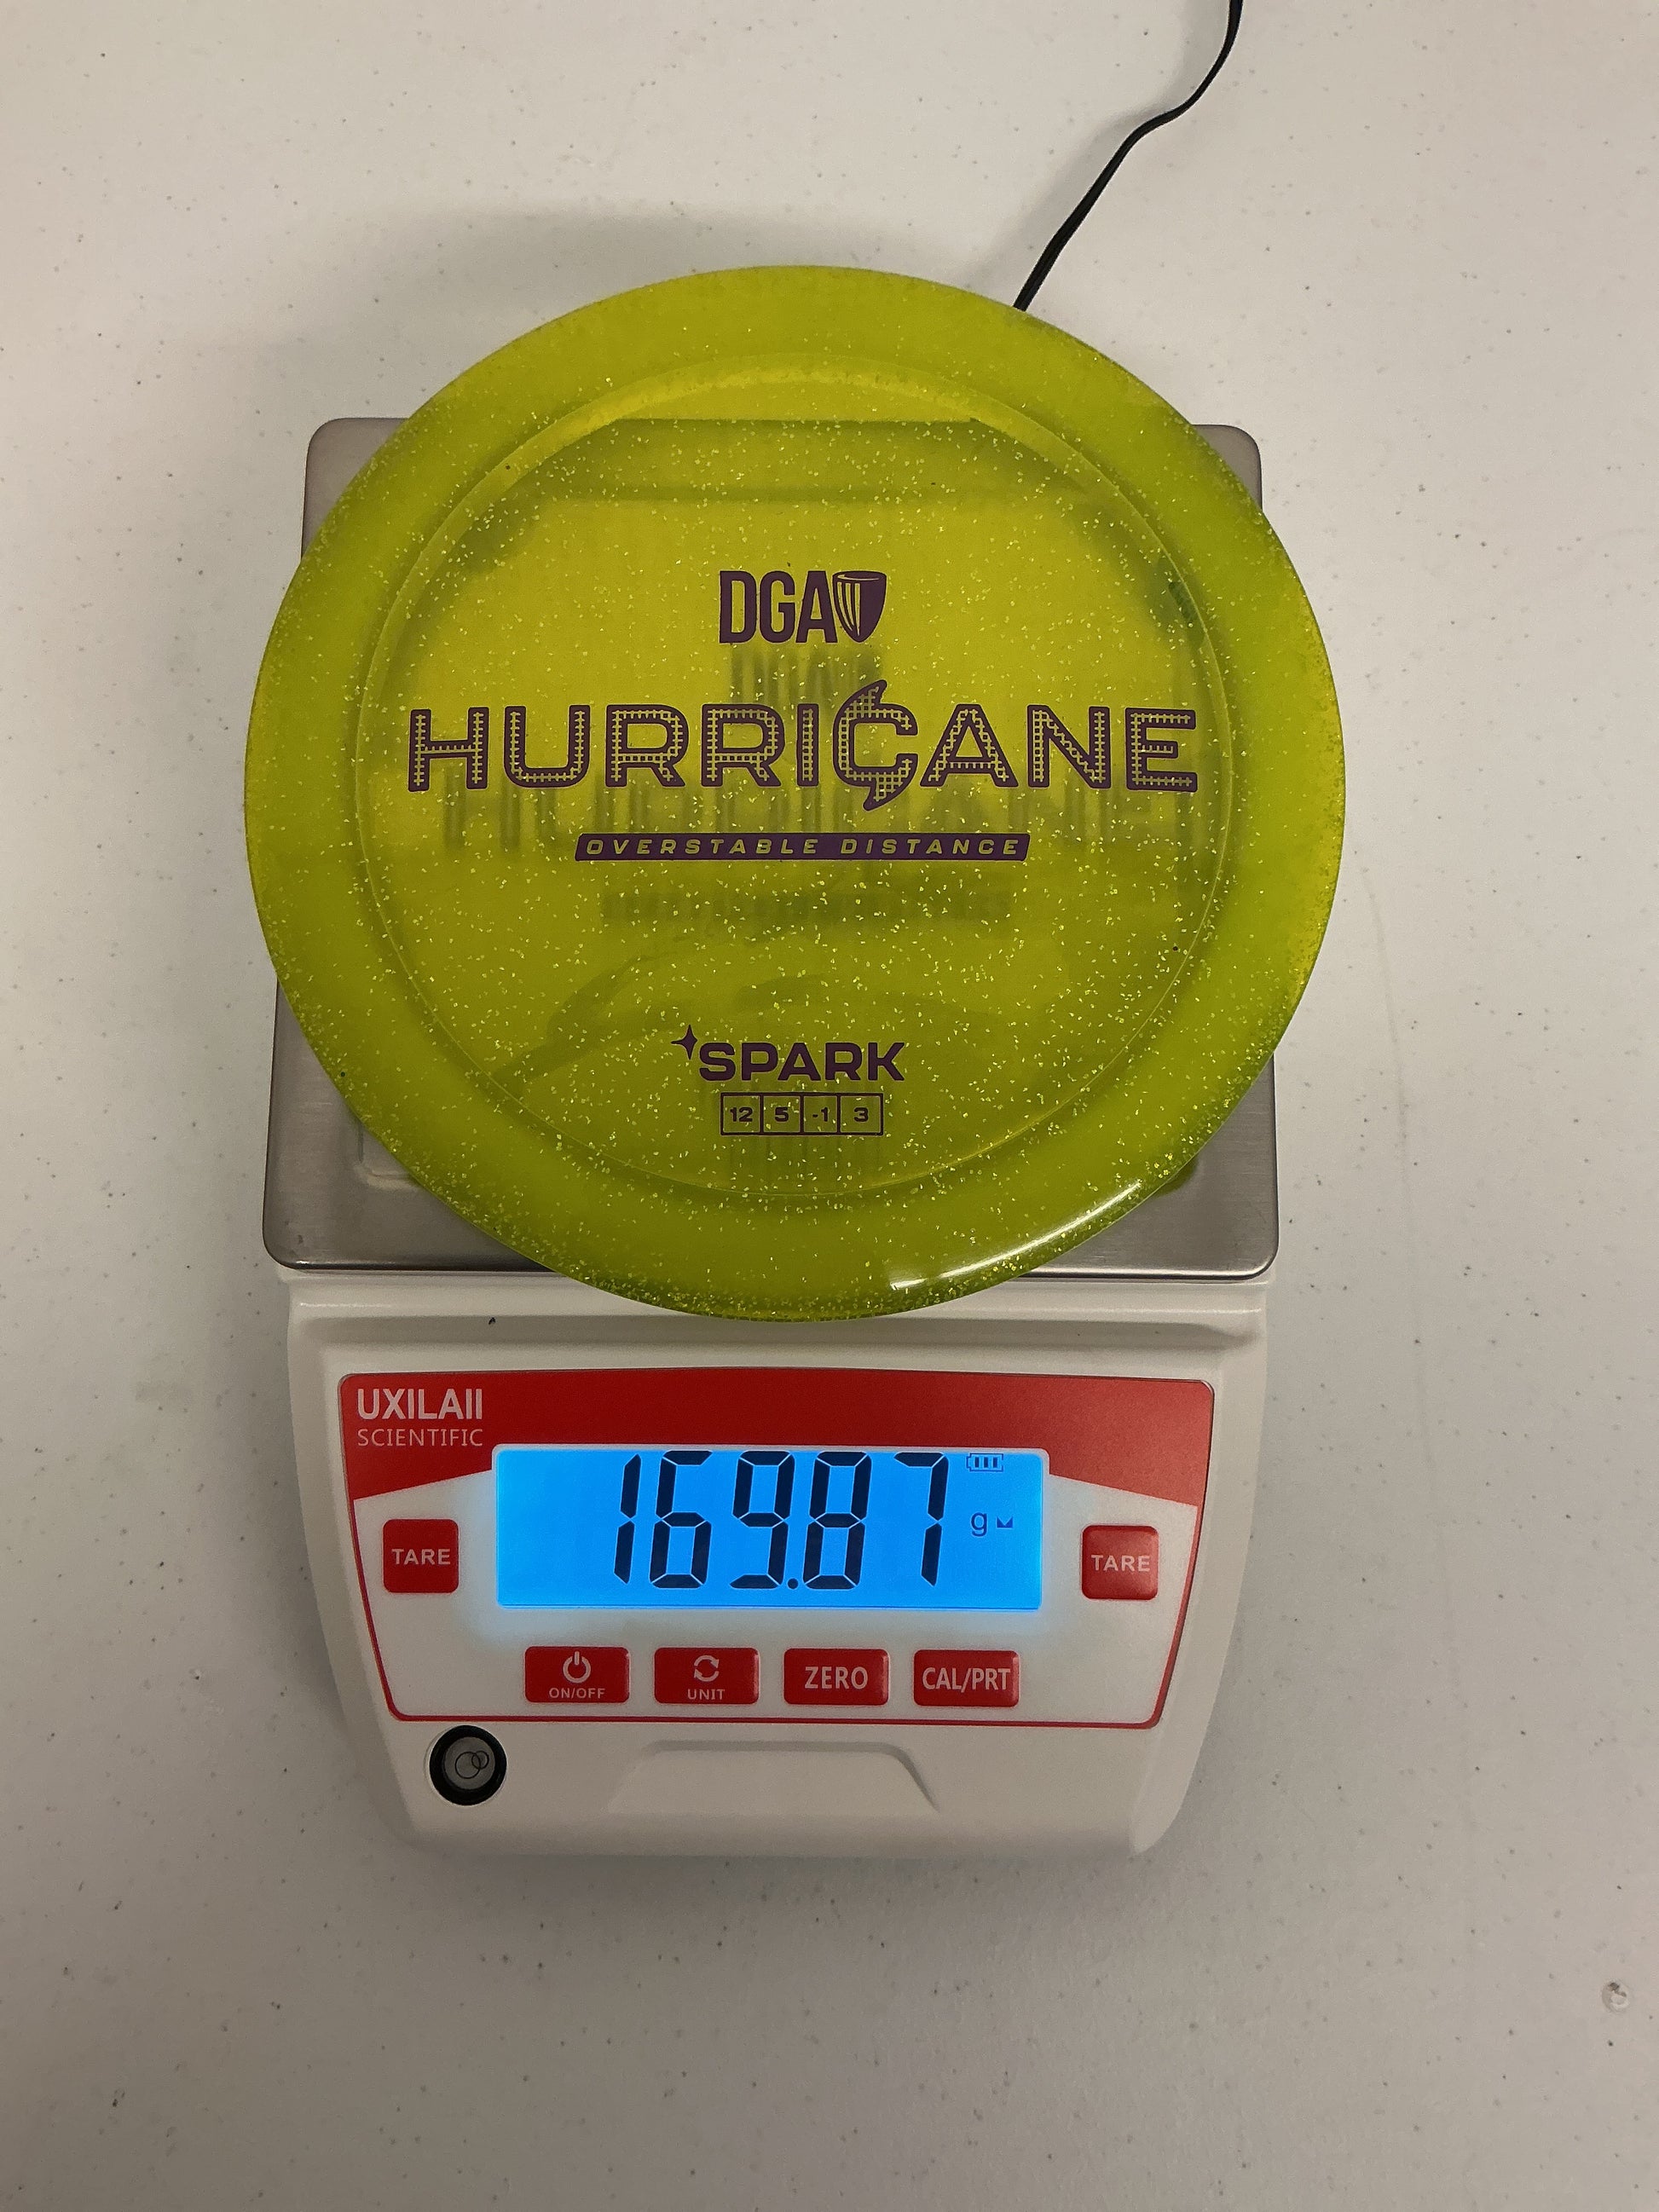 DGA
HURRICANE
OVERSTABLE DISTANCE
SPARK
12 5 -1 3
UXILAII
SCIENTIFIC
169.87 g
TARE
TARE
ON/OFF UNIT ZERO CAL/PRT